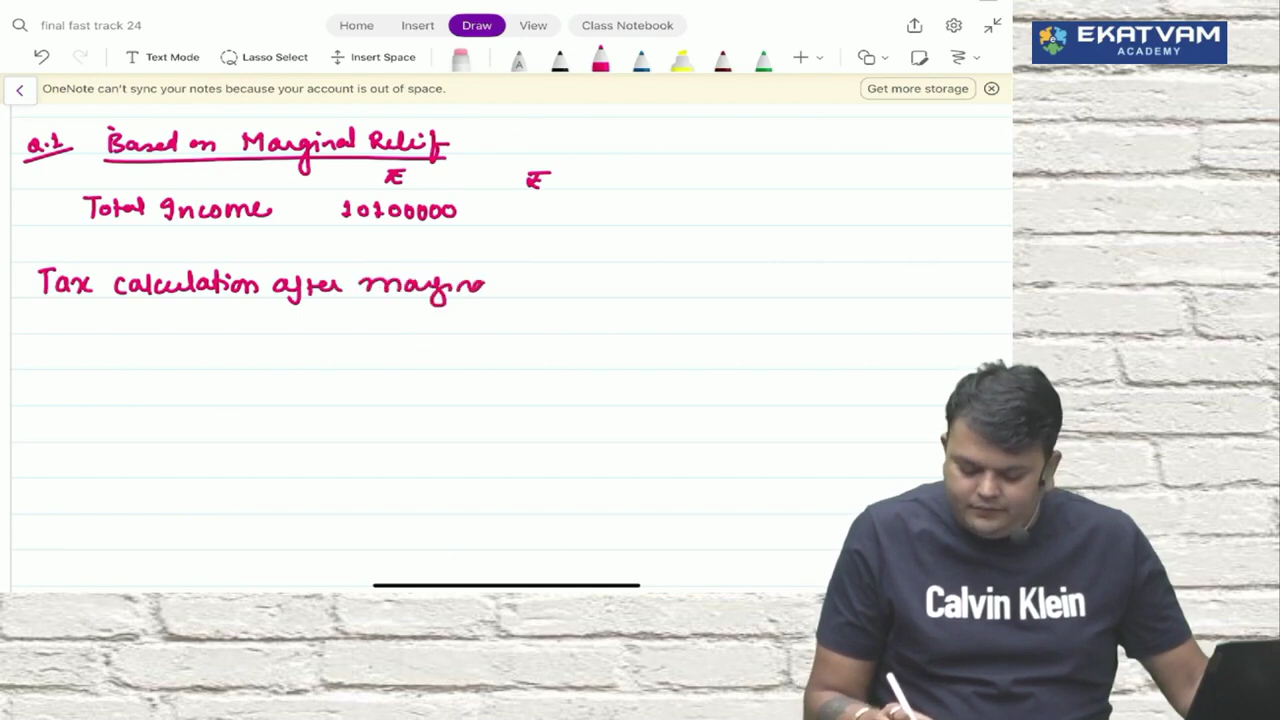 final fast track 24
Home Insert Draw View Class Notebook
Text Mode Lasso Select Insert Space
OneNote can't sync your notes because your account is out of space.
Get more storage
EKATVAM
ACADEMY
Q.1 Based on Marginal Relief
₹ ₹
Total Income 10100000
Tax calculation after margina
Calvin Klein